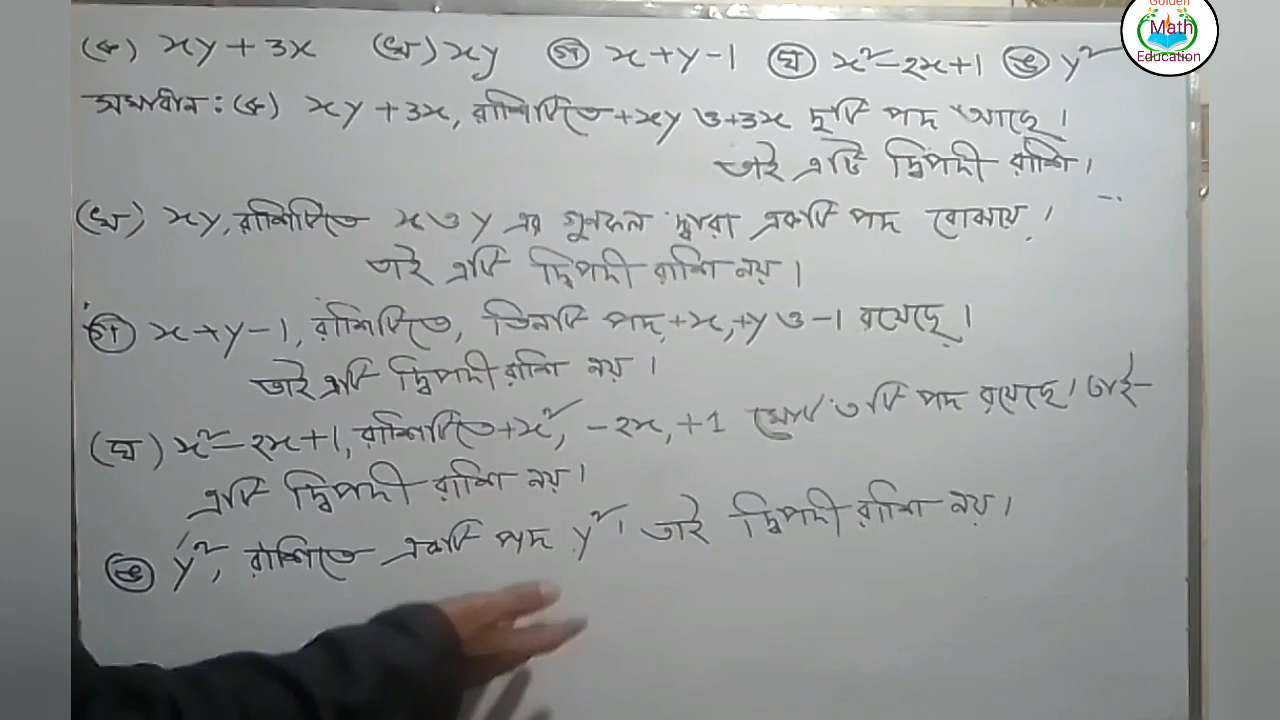 (ক) xy + 3x (খ) xy (গ) x + y - 1 (ঘ) x² - 2x + 1 (ঙ) y²
Golden
Math
Education
সমাধান : (ক) xy + 3x, রাশিটিতে +xy ও +3x দুটি পদ আছে।
তাই এটি দ্বিপদী রাশি।
(খ) xy, রাশিটিতে x ও y এর গুনফল দ্বারা একটি পদ বোঝায়।
তাই এটি দ্বিপদী রাশি নয়।
(গ) x + y - 1, রাশিটিতে, তিনটি পদ, +x, +y ও -1 রয়েছে।
তাই এটি দ্বিপদী রাশি নয়।
(ঘ) x² - 2x + 1, রাশিটিতে +x², -2x, +1 মোট ৩টি পদ রয়েছে। তাই-
এটি দ্বিপদী রাশি নয়।
(ঙ) y², রাশিতে একটি পদ y²। তাই দ্বিপদী রাশি নয়।